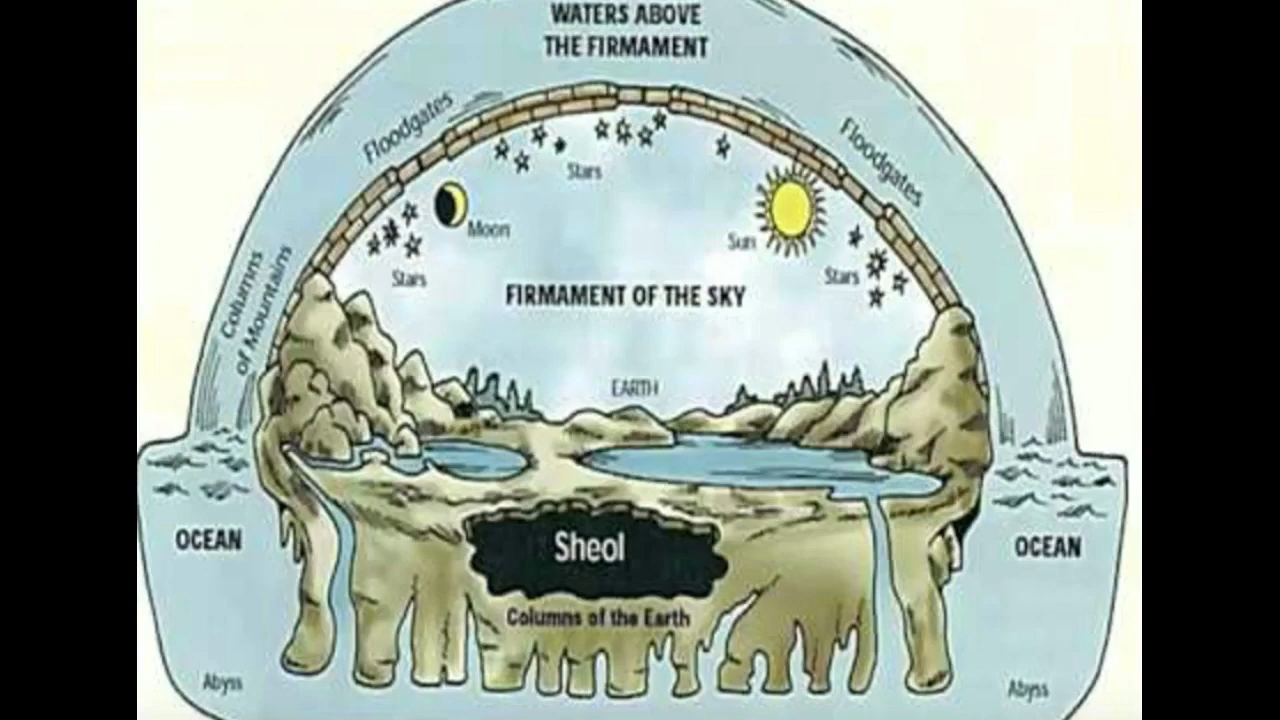 WATERS ABOVE
THE FIRMAMENT
Floodgates
Floodgates
Stars
Moon
Sun
Stars
Stars
Columns
of Mountains
FIRMAMENT OF THE SKY
EARTH
OCEAN
Sheol
OCEAN
Columns of the Earth
Abyss
Abyss